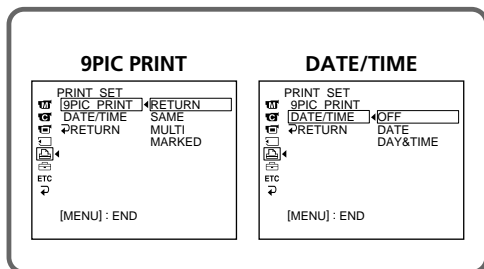 9PIC PRINT
PRINT SET
9PIC PRINT RETURN
DATE/TIME SAME
RETURN MULTI
MARKED
ETC
[MENU] : END
DATE/TIME
PRINT SET
9PIC PRINT
DATE/TIME OFF
RETURN DATE
DAY&TIME
ETC
[MENU] : END